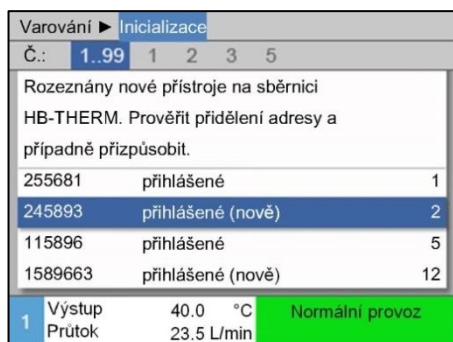 Varování ► Inicializace
Č.: 1..99 1 2 3 5
Rozeznány nové přístroje na sběrnici
HB-THERM. Prověřit přidělení adresy a
případně přizpůsobit.
255681 přihlášené 1
245893 přihlášené (nově) 2
115896 přihlášené 5
1589663 přihlášené (nově) 12
1 Výstup 40.0 °C Normální provoz
Průtok 23.5 L/min